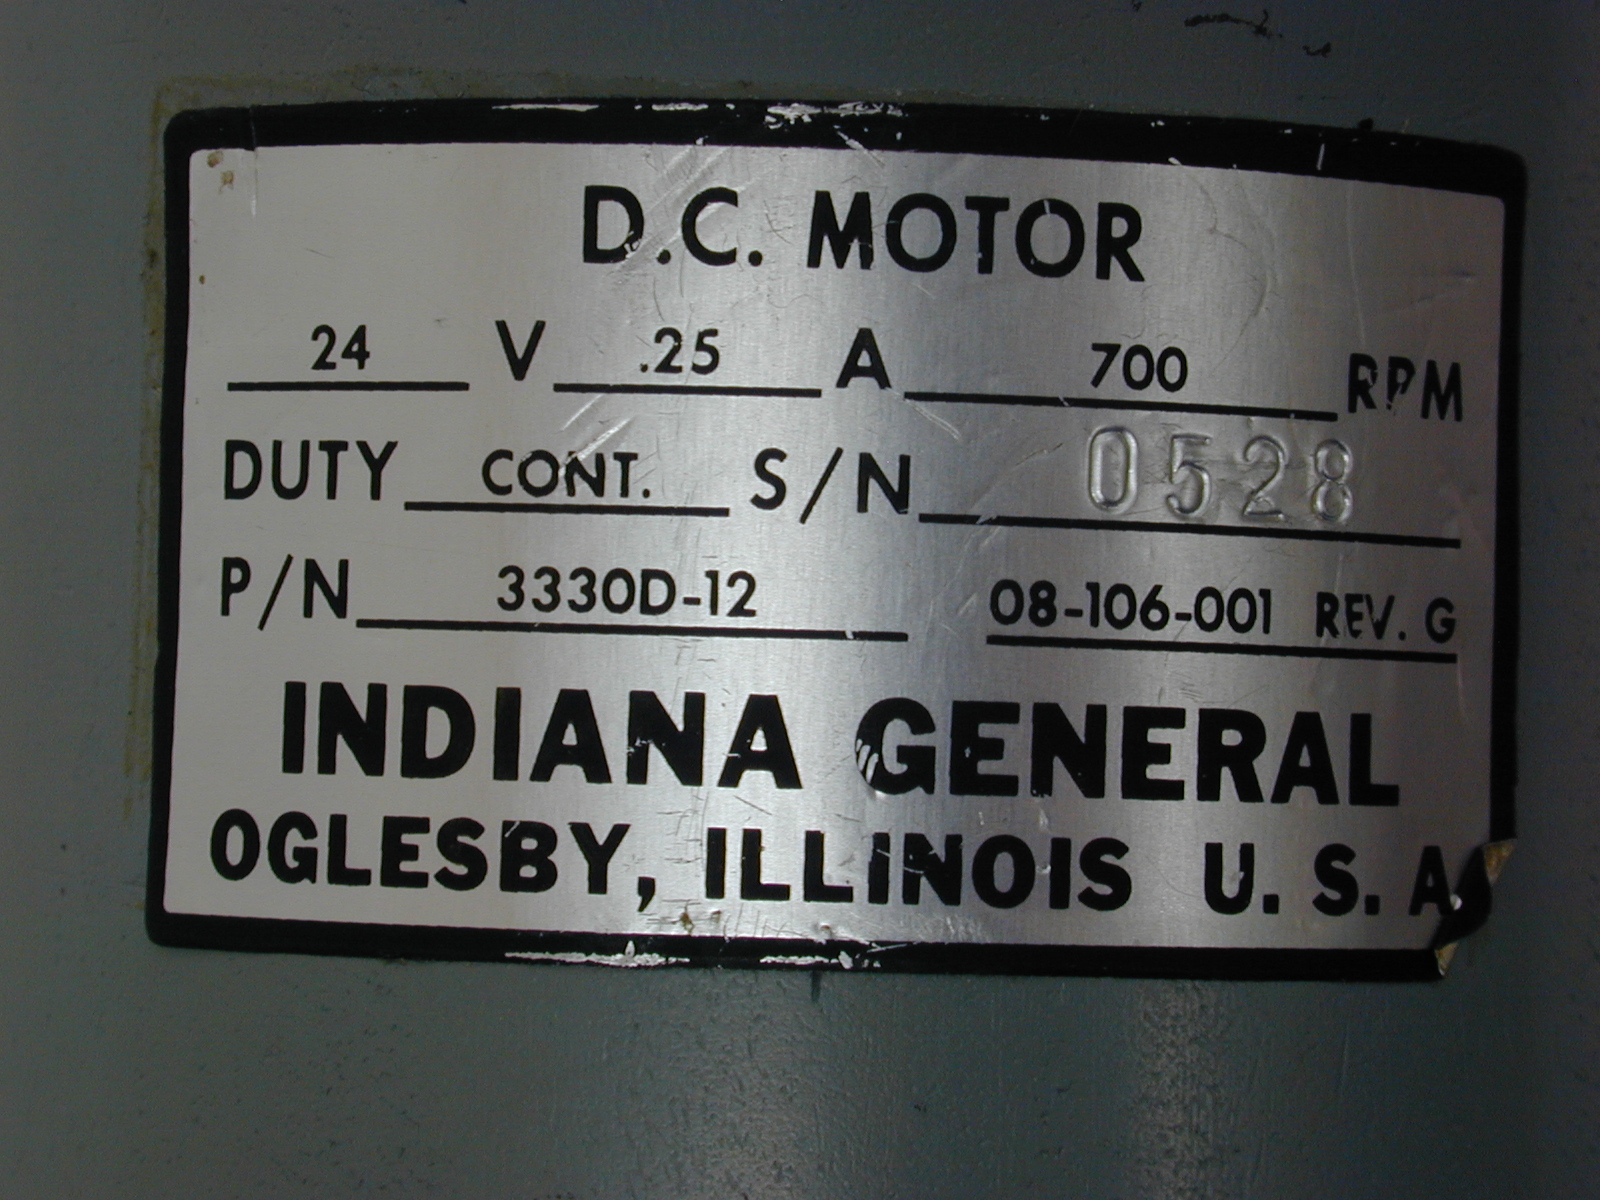 D.C. MOTOR
24 V .25 A 700 RPM
DUTY CONT. S/N 0528
P/N 3330D-12 08-106-001 REV. G
INDIANA GENERAL
OGLESBY, ILLINOIS U. S. A.